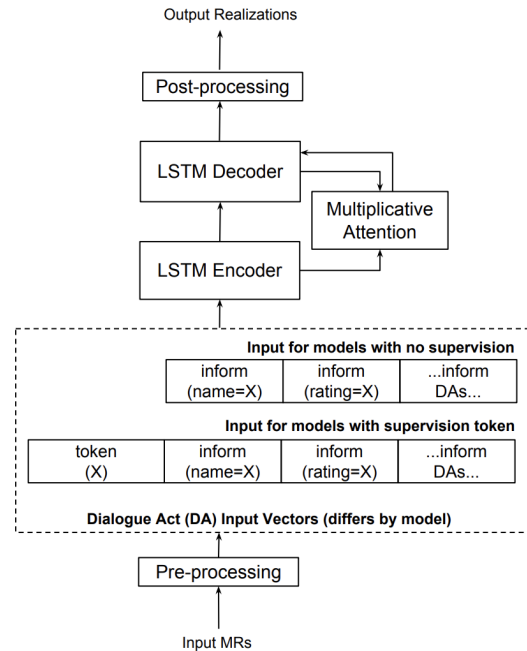 Output Realizations
Post-processing
LSTM Decoder
Multiplicative
Attention
LSTM Encoder
Input for models with no supervision
inform
(name=X)
inform
(rating=X)
...inform
DAs...
Input for models with supervision token
token
(X)
inform
(name=X)
inform
(rating=X)
...inform
DAs...
Dialogue Act (DA) Input Vectors (differs by model)
Pre-processing
Input MRs